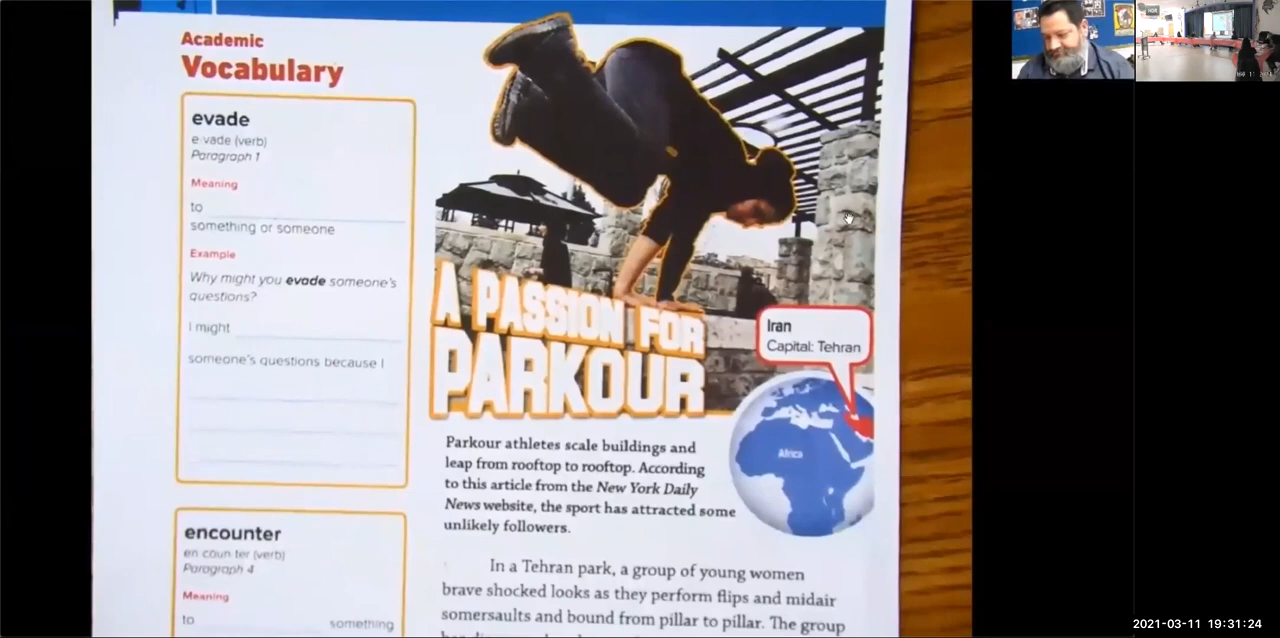 Academic
Vocabulary
evade
e·vade (verb)
Paragraph 1
Meaning
to
something or someone
Example
Why might you evade someone's
questions?
I might
someone's questions because I
encounter
en·coun·ter (verb)
Paragraph 4
Meaning
to something
A PASSION FOR
PARKOUR
Iran
Capital: Tehran
Africa
Parkour athletes scale buildings and
leap from rooftop to rooftop. According
to this article from the New York Daily
News website, the sport has attracted some
unlikely followers.
In a Tehran park, a group of young women
brave shocked looks as they perform flips and midair
somersaults and bound from pillar to pillar. The group
2021-03-11 19:31:24